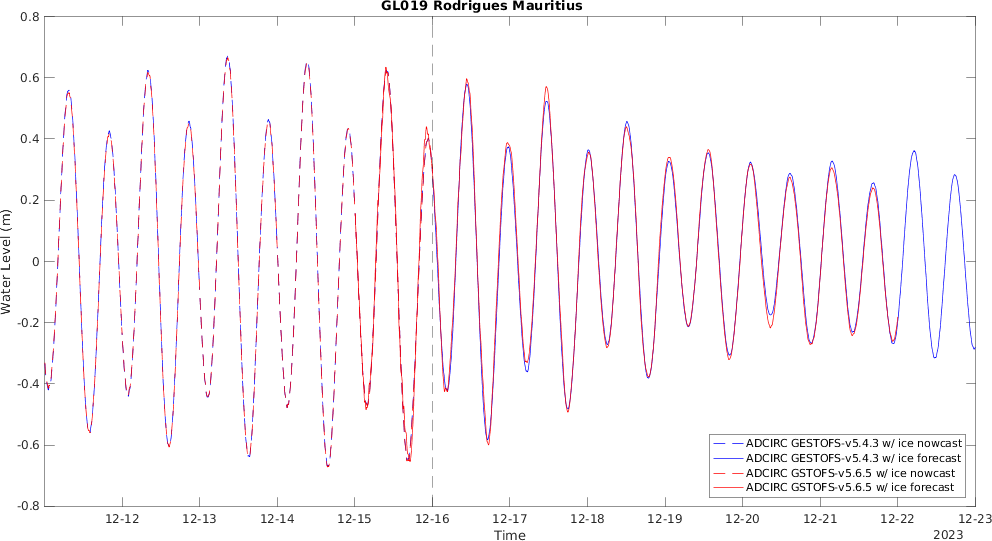 GL019 Rodrigues Mauritius
0.8
0.6
0.4
0.2
0
-0.2
-0.4
-0.6
-0.8
Water Level (m)
ADCIRC GESTOFS-v5.4.3 w/ ice nowcast
ADCIRC GESTOFS-v5.4.3 w/ ice forecast
ADCIRC GSTOFS-v5.6.5 w/ ice nowcast
ADCIRC GSTOFS-v5.6.5 w/ ice forecast
12-12 12-13 12-14 12-15 12-16 12-17 12-18 12-19 12-20 12-21 12-22 12-23
Time
2023